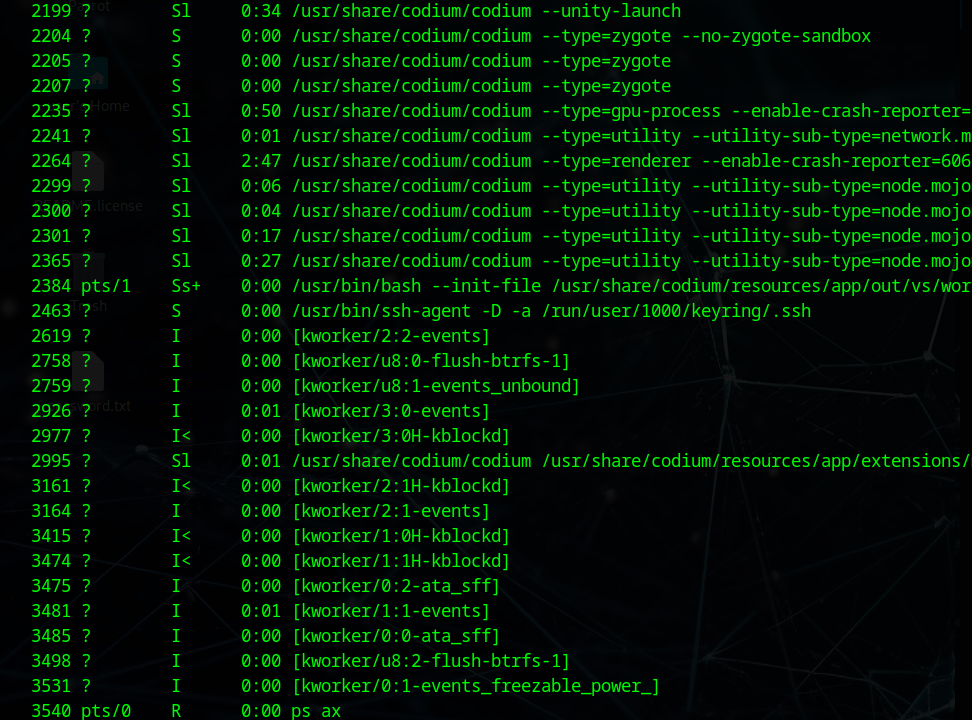 2199 ?        Sl     0:34 /usr/share/codium/codium --unity-launch
2204 ?        S      0:00 /usr/share/codium/codium --type=zygote --no-zygote-sandbox
2205 ?        S      0:00 /usr/share/codium/codium --type=zygote
2207 ?        S      0:00 /usr/share/codium/codium --type=zygote
2235 ?        Sl     0:50 /usr/share/codium/codium --type=gpu-process --enable-crash-reporter=
2241 ?        Sl     0:01 /usr/share/codium/codium --type=utility --utility-sub-type=network.m
2264 ?        Sl     2:47 /usr/share/codium/codium --type=renderer --enable-crash-reporter=606
2299 ?        Sl     0:06 /usr/share/codium/codium --type=utility --utility-sub-type=node.mojo
2300 ?        Sl     0:04 /usr/share/codium/codium --type=utility --utility-sub-type=node.mojo
2301 ?        Sl     0:17 /usr/share/codium/codium --type=utility --utility-sub-type=node.mojo
2365 ?        Sl     0:27 /usr/share/codium/codium --type=utility --utility-sub-type=node.mojo
2384 pts/1    Ss+    0:00 /usr/bin/bash --init-file /usr/share/codium/resources/app/out/vs/wor
2463 ?        S      0:00 /usr/bin/ssh-agent -D -a /run/user/1000/keyring/.ssh
2619 ?        I      0:00 [kworker/2:2-events]
2758 ?        I      0:00 [kworker/u8:0-flush-btrfs-1]
2759 ?        I      0:00 [kworker/u8:1-events_unbound]
2926 ?        I      0:01 [kworker/3:0-events]
2977 ?        I<     0:00 [kworker/3:0H-kblockd]
2995 ?        Sl     0:01 /usr/share/codium/codium /usr/share/codium/resources/app/extensions/
3161 ?        I<     0:00 [kworker/2:1H-kblockd]
3164 ?        I      0:00 [kworker/2:1-events]
3415 ?        I<     0:00 [kworker/1:0H-kblockd]
3474 ?        I<     0:00 [kworker/1:1H-kblockd]
3475 ?        I      0:00 [kworker/0:2-ata_sff]
3481 ?        I      0:01 [kworker/1:1-events]
3485 ?        I      0:00 [kworker/0:0-ata_sff]
3498 ?        I      0:00 [kworker/u8:2-flush-btrfs-1]
3531 ?        I      0:00 [kworker/0:1-events_freezable_power_]
3540 pts/0    R      0:00 ps ax